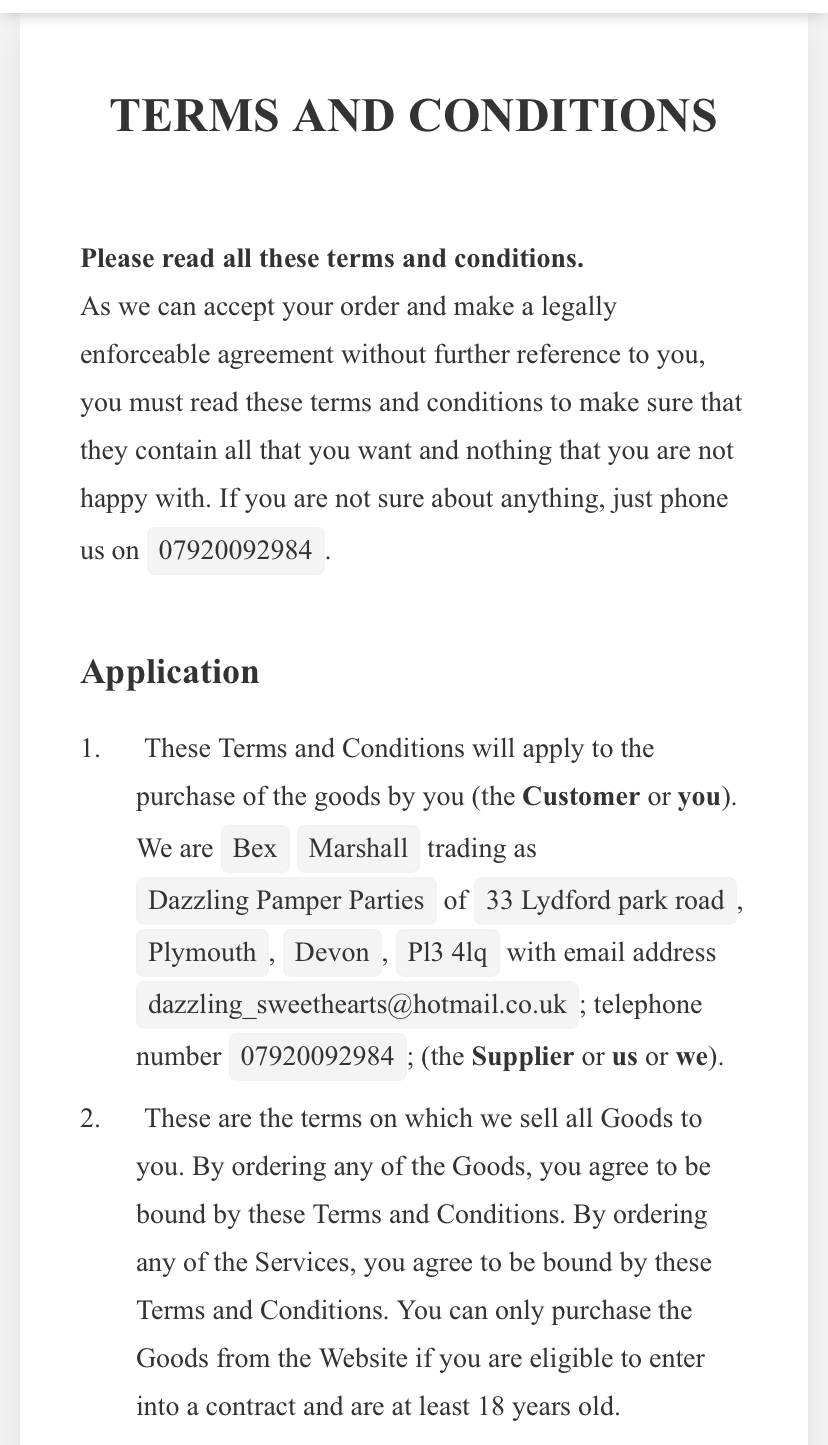 TERMS AND CONDITIONS
Please read all these terms and conditions.
As we can accept your order and make a legally
enforceable agreement without further reference to you,
you must read these terms and conditions to make sure that
they contain all that you want and nothing that you are not
happy with. If you are not sure about anything, just phone
us on 07920092984 .
Application
1. These Terms and Conditions will apply to the
purchase of the goods by you (the Customer or you).
We are Bex Marshall trading as
Dazzling Pamper Parties of 33 Lydford park road ,
Plymouth , Devon , Pl3 4lq with email address
dazzling_sweethearts@hotmail.co.uk ; telephone
number 07920092984 ; (the Supplier or us or we).
2. These are the terms on which we sell all Goods to
you. By ordering any of the Goods, you agree to be
bound by these Terms and Conditions. By ordering
any of the Services, you agree to be bound by these
Terms and Conditions. You can only purchase the
Goods from the Website if you are eligible to enter
into a contract and are at least 18 years old.